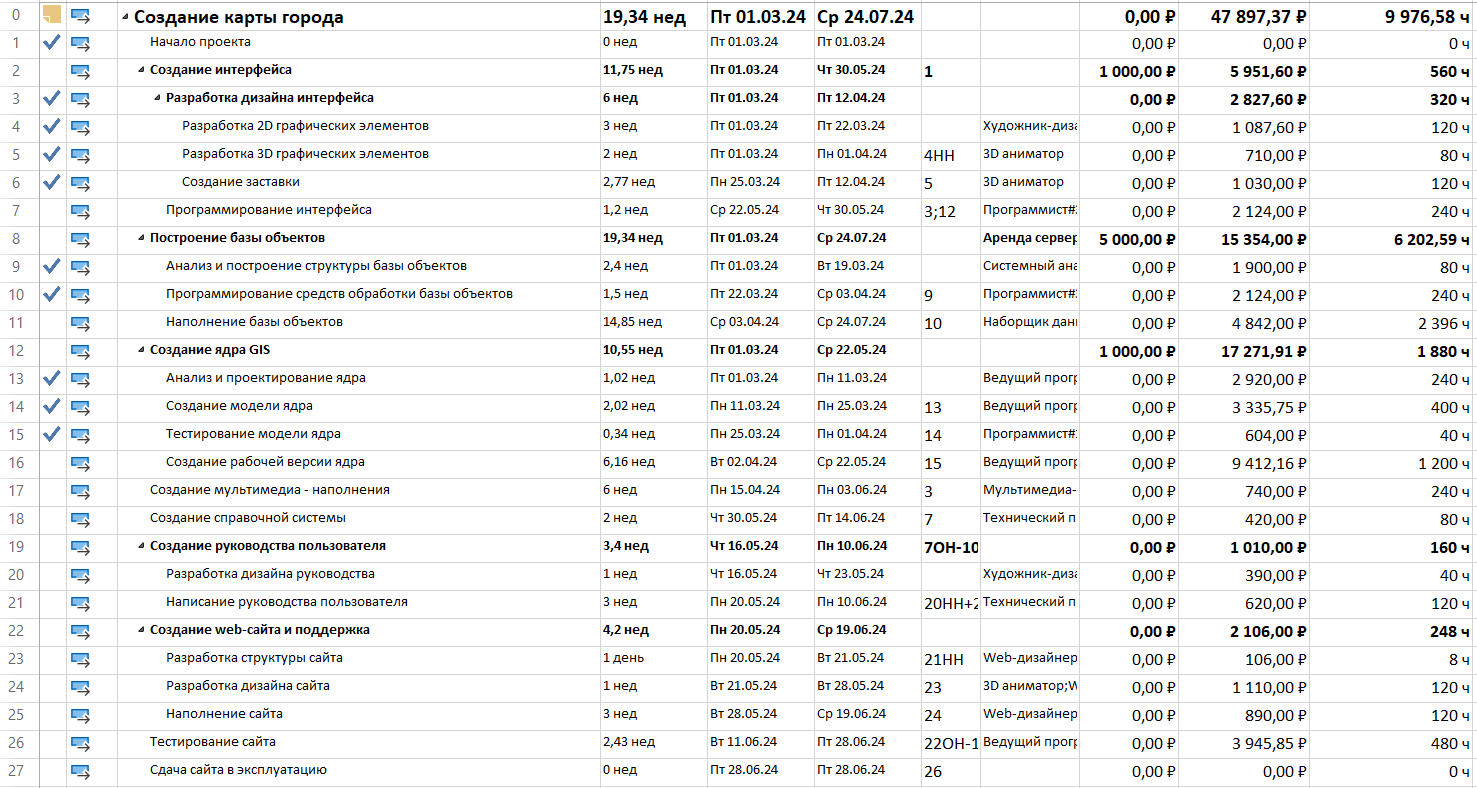 0 Создание карты города 19,34 нед Пт 01.03.24 Ср 24.07.24 0,00 ₽ 47 897,37 ₽ 9 976,58 ч
1 Начало проекта 0 нед Пт 01.03.24 Пт 01.03.24 0,00 ₽ 0,00 ₽ 0 ч
2 Создание интерфейса 11,75 нед Пт 01.03.24 Чт 30.05.24 1 1 000,00 ₽ 5 951,60 ₽ 560 ч
3 Разработка дизайна интерфейса 6 нед Пт 01.03.24 Пт 12.04.24 0,00 ₽ 2 827,60 ₽ 320 ч
4 Разработка 2D графических элементов 3 нед Пт 01.03.24 Пт 22.03.24 Художник-диза 0,00 ₽ 1 087,60 ₽ 120 ч
5 Разработка 3D графических элементов 2 нед Пт 01.03.24 Пн 01.04.24 4НН 3D аниматор 0,00 ₽ 710,00 ₽ 80 ч
6 Создание заставки 2,77 нед Пн 25.03.24 Пт 12.04.24 5 3D аниматор 0,00 ₽ 1 030,00 ₽ 120 ч
7 Программирование интерфейса 1,2 нед Ср 22.05.24 Чт 30.05.24 3;12 Программист# 0,00 ₽ 2 124,00 ₽ 240 ч
8 Построение базы объектов 19,34 нед Пт 01.03.24 Ср 24.07.24 Аренда сервер 5 000,00 ₽ 15 354,00 ₽ 6 202,59 ч
9 Анализ и построение структуры базы объектов 2,4 нед Пт 01.03.24 Вт 19.03.24 Системный ана 0,00 ₽ 1 900,00 ₽ 80 ч
10 Программирование средств обработки базы объектов 1,5 нед Пт 22.03.24 Ср 03.04.24 9 Программист# 0,00 ₽ 2 124,00 ₽ 240 ч
11 Наполнение базы объектов 14,85 нед Ср 03.04.24 Ср 24.07.24 10 Наборщик дан 0,00 ₽ 4 842,00 ₽ 2 396 ч
12 Создание ядра GIS 10,55 нед Пт 01.03.24 Ср 22.05.24 1 000,00 ₽ 17 271,91 ₽ 1 880 ч
13 Анализ и проектирование ядра 1,02 нед Пт 01.03.24 Пн 11.03.24 Ведущий прог 0,00 ₽ 2 920,00 ₽ 240 ч
14 Создание модели ядра 2,02 нед Пн 11.03.24 Пн 25.03.24 13 Ведущий прог 0,00 ₽ 3 335,75 ₽ 400 ч
15 Тестирование модели ядра 0,34 нед Пн 25.03.24 Пн 01.04.24 14 Программист# 0,00 ₽ 604,00 ₽ 40 ч
16 Создание рабочей версии ядра 6,16 нед Вт 02.04.24 Ср 22.05.24 15 Ведущий прог 0,00 ₽ 9 412,16 ₽ 1 200 ч
17 Создание мультимедиа - наполнения 6 нед Пн 15.04.24 Пн 03.06.24 3 Мультимедиа- 0,00 ₽ 740,00 ₽ 240 ч
18 Создание справочной системы 2 нед Чт 30.05.24 Пт 14.06.24 7 Технический п 0,00 ₽ 420,00 ₽ 80 ч
19 Создание руководства пользователя 3,4 нед Чт 16.05.24 Пн 10.06.24 7ОН-10 0,00 ₽ 1 010,00 ₽ 160 ч
20 Разработка дизайна руководства 1 нед Чт 16.05.24 Чт 23.05.24 Художник-диза 0,00 ₽ 390,00 ₽ 40 ч
21 Написание руководства пользователя 3 нед Пн 20.05.24 Пн 10.06.24 20НН+2 Технический п 0,00 ₽ 620,00 ₽ 120 ч
22 Создание web-сайта и поддержка 4,2 нед Пн 20.05.24 Ср 19.06.24 0,00 ₽ 2 106,00 ₽ 248 ч
23 Разработка структуры сайта 1 день Пн 20.05.24 Вт 21.05.24 21НН Web-дизайнер 0,00 ₽ 106,00 ₽ 8 ч
24 Разработка дизайна сайта 1 нед Вт 21.05.24 Вт 28.05.24 23 3D аниматор;W 0,00 ₽ 1 110,00 ₽ 120 ч
25 Наполнение сайта 3 нед Вт 28.05.24 Ср 19.06.24 24 Web-дизайнер 0,00 ₽ 890,00 ₽ 120 ч
26 Тестирование сайта 2,43 нед Вт 11.06.24 Пт 28.06.24 22ОН-1 Ведущий прог 0,00 ₽ 3 945,85 ₽ 480 ч
27 Сдача сайта в эксплуатацию 0 нед Пт 28.06.24 Пт 28.06.24 26 0,00 ₽ 0,00 ₽ 0 ч